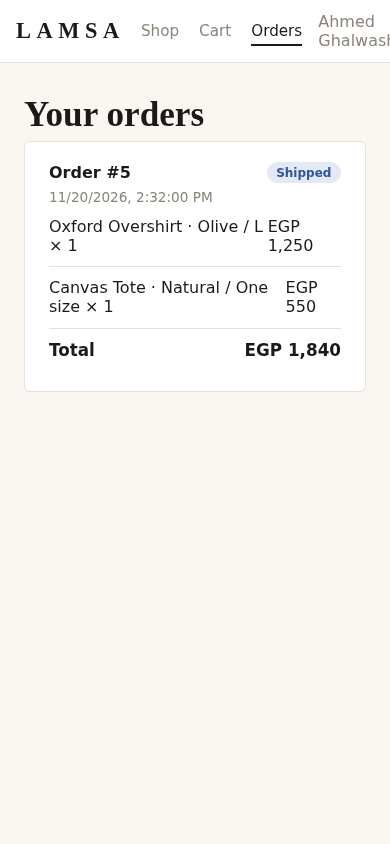 LAMSA
Shop
Cart
Orders
Ahmed
Your orders
Order #5
Shipped
11/20/2026, 2:32:00 PM
Oxford Overshirt · Olive / L
× 1
EGP
1,250
Canvas Tote · Natural / One
size × 1
EGP
550
Total
EGP 1,840